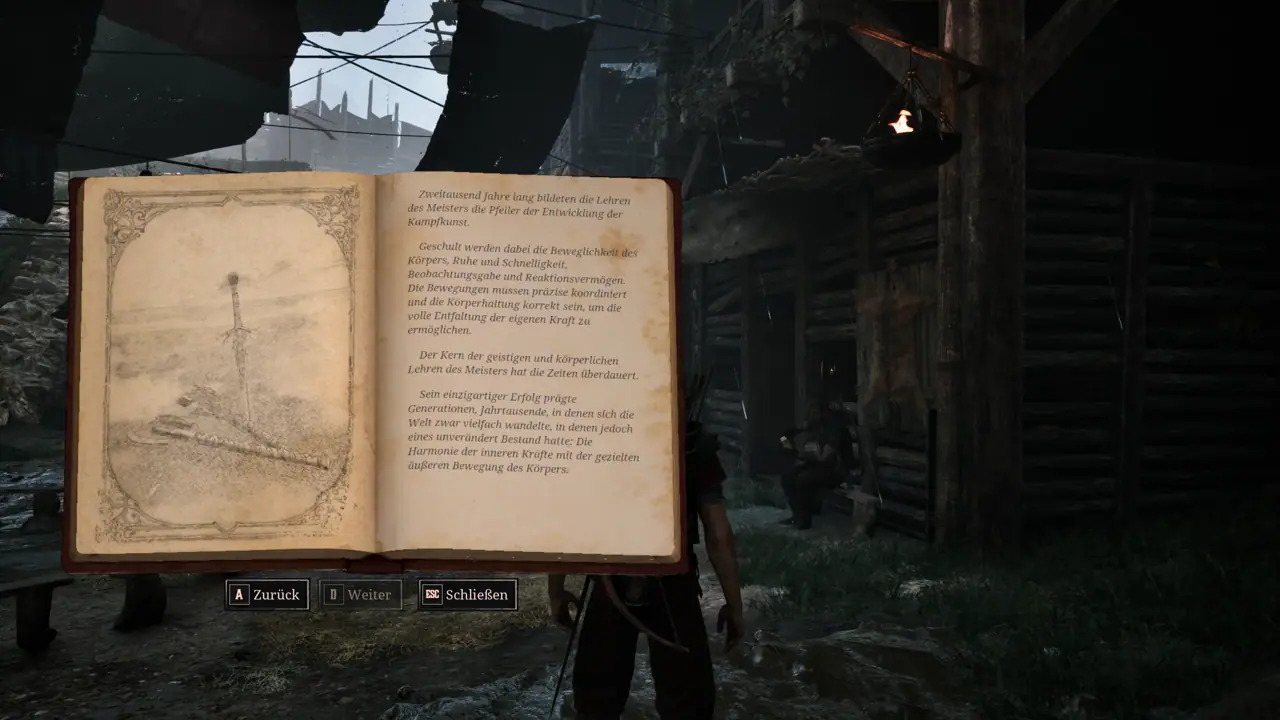 Zweitausend Jahre lang bildeten die Lehren
des Meisters die Pfeiler der Entwicklung der
Kampfkunst.
Geschult werden dabei die Beweglichkeit des
Körpers, Ruhe und Schnelligkeit,
Beobachtungsgabe und Reaktionsvermögen.
Die Bewegungen müssen präzise koordiniert
und die Körperhaltung korrekt sein, um die
volle Entfaltung der eigenen Kraft zu
ermöglichen.
Der Kern der geistigen und körperlichen
Lehren des Meisters hat die Zeiten überdauert.
Sein einzigartiger Erfolg prägte
Generationen, Jahrtausende, in denen sich die
Welt zwar vielfach wandelte, in denen jedoch
eines unverändert Bestand hatte: Die
Harmonie der inneren Kräfte mit der gezielten
äußeren Bewegung des Körpers.
A Zurück
D Weiter
ESC Schließen